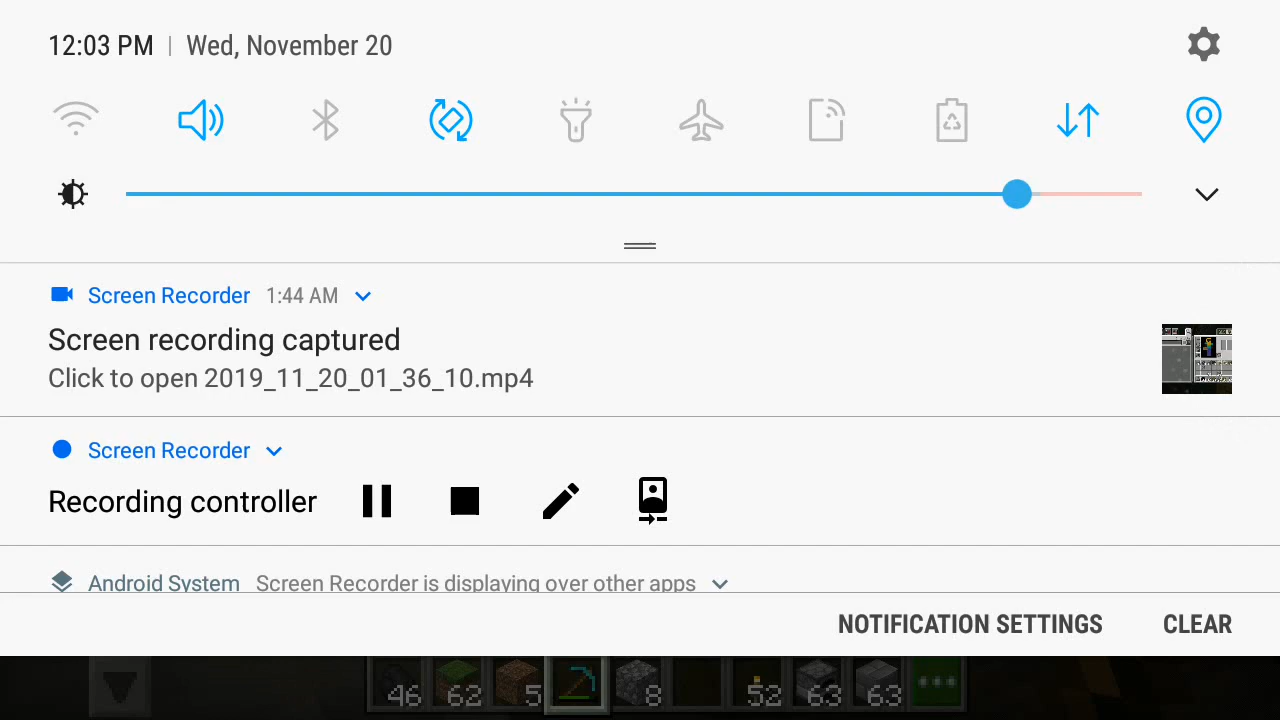 12:03 PM | Wed, November 20
Screen Recorder 1:44 AM
Screen recording captured
Click to open 2019_11_20_01_36_10.mp4
Screen Recorder
Recording controller
Android System Screen Recorder is displaying over other apps
NOTIFICATION SETTINGS CLEAR
46 62 5 8 52 63 63